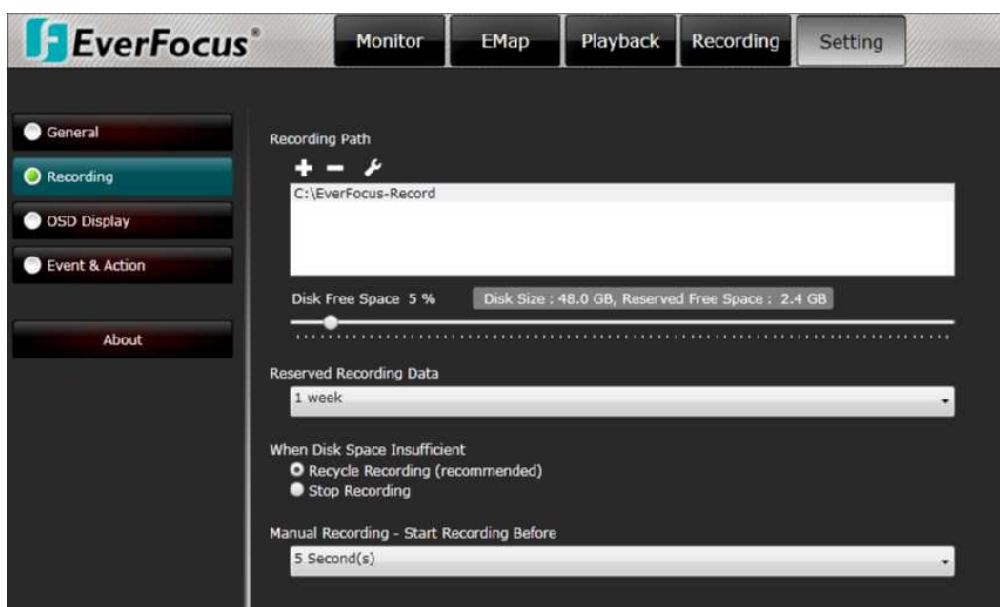 EverFocus®
Monitor
EMap
Playback
Recording
Setting
General
Recording
OSD Display
Event & Action
About
Recording Path
C:\EverFocus-Record
Disk Free Space 5 %
Disk Size : 48.0 GB, Reserved Free Space : 2.4 GB
Reserved Recording Data
1 week
When Disk Space Insufficient
Recycle Recording (recommended)
Stop Recording
Manual Recording - Start Recording Before
5 Second(s)